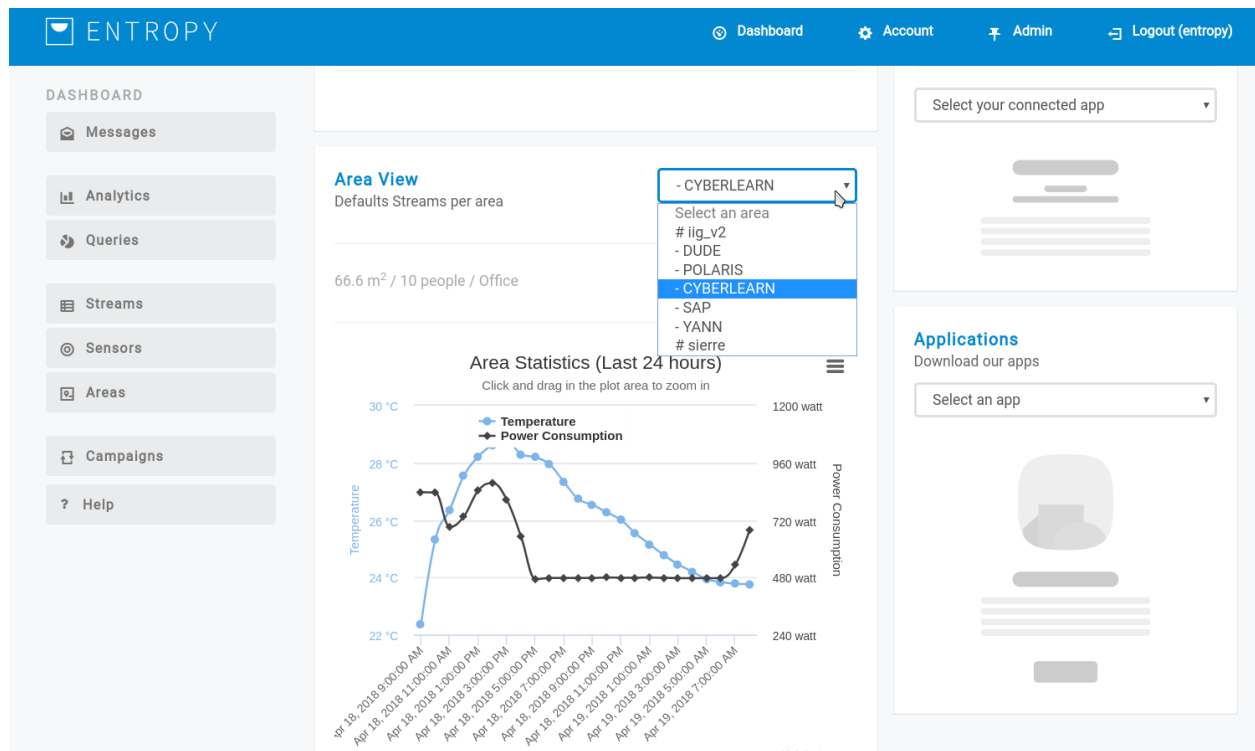 ENTROPY
Dashboard
Account
Admin
Logout (entropy)
DASHBOARD
Messages
Analytics
Queries
Streams
Sensors
Areas
Campaigns
? Help
Area View
Defaults Streams per area
- CYBERLEARN
Select an area
# iig_v2
- DUDE
- POLARIS
- CYBERLEARN
- SAP
- YANN
# sierre
66.6 m² / 10 people / Office
Area Statistics (Last 24 hours)
Click and drag in the plot area to zoom in
Temperature
Power Consumption
30 °C
28 °C
26 °C
24 °C
22 °C
Temperature
1200 watt
960 watt
720 watt
480 watt
240 watt
Power Consumption
Apr 18, 2018 9:00:00 AM
Apr 18, 2018 11:00:00 AM
Apr 18, 2018 1:00:00 PM
Apr 18, 2018 3:00:00 PM
Apr 18, 2018 5:00:00 PM
Apr 18, 2018 7:00:00 PM
Apr 18, 2018 9:00:00 PM
Apr 18, 2018 11:00:00 PM
Apr 19, 2018 1:00:00 AM
Apr 19, 2018 3:00:00 AM
Apr 19, 2018 5:00:00 AM
Apr 19, 2018 7:00:00 AM
Select your connected app
Applications
Download our apps
Select an app